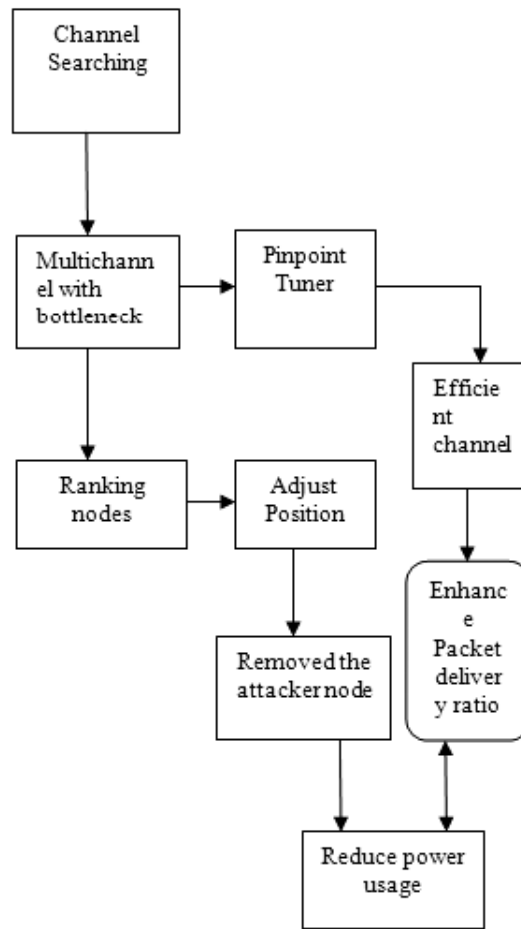 Channel
Searching
Multichann
el with
bottleneck
Pinpoint
Tuner
Efficie
nt
channel
Ranking
nodes
Adjust
Position
Enhanc
e
Packet
deliver
y ratio
Removed the
attacker node
Reduce power
usage